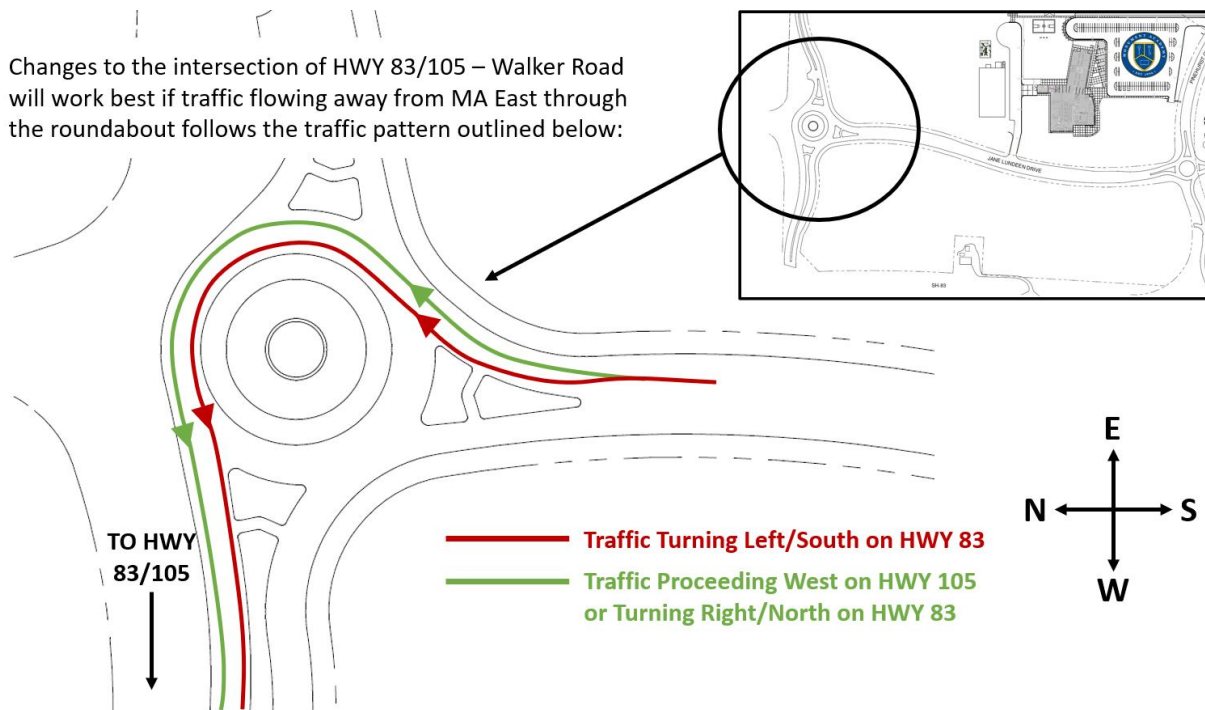 Changes to the intersection of HWY 83/105 – Walker Road
will work best if traffic flowing away from MA East through
the roundabout follows the traffic pattern outlined below:
JANE LUNDEEN DRIVE
PINEHURST
SH-83
TO HWY
83/105
E
N
S
W
Traffic Turning Left/South on HWY 83
Traffic Proceeding West on HWY 105
or Turning Right/North on HWY 83